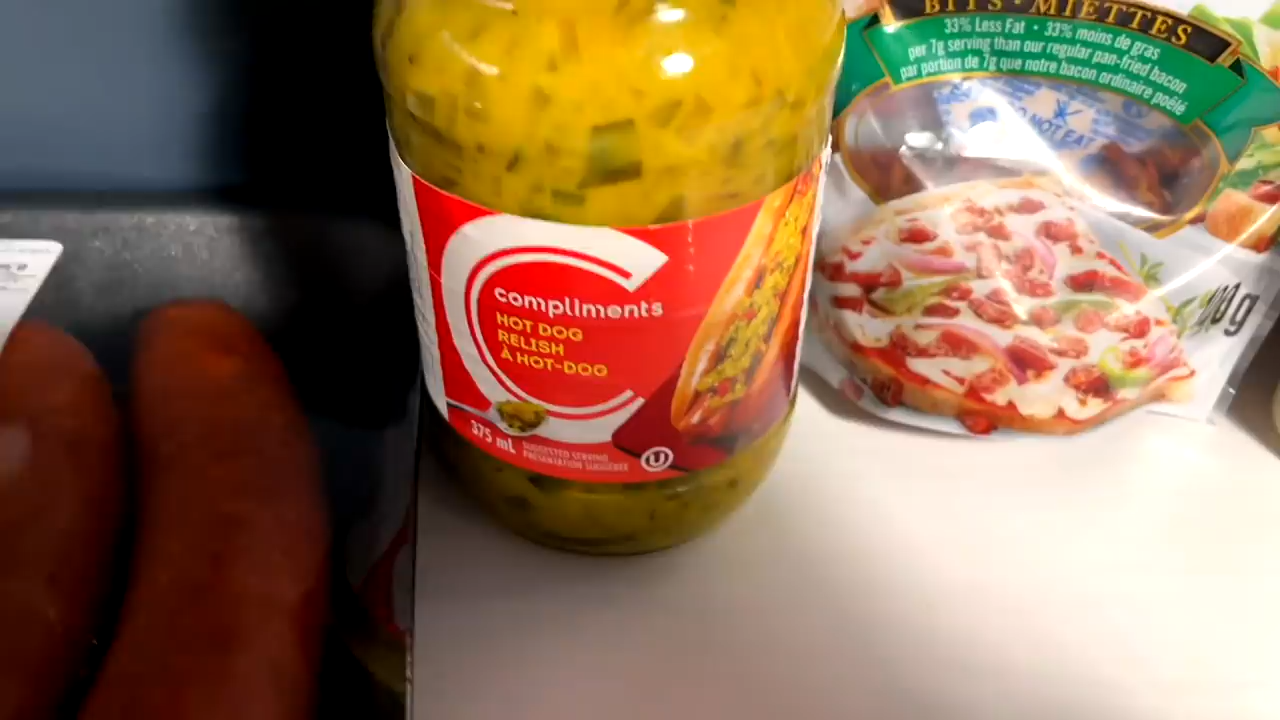 compliments
HOT DOG
RELISH
À HOT-DOG
375 mL
SUGGESTED SERVING
PRÉSENTATION SUGGÉRÉE
U
BITS • MIETTES
33% Less Fat • 33% moins de gras
per 7g serving than our regular pan-fried bacon
par portion de 7g que notre bacon ordinaire poêlé
DO NOT EAT